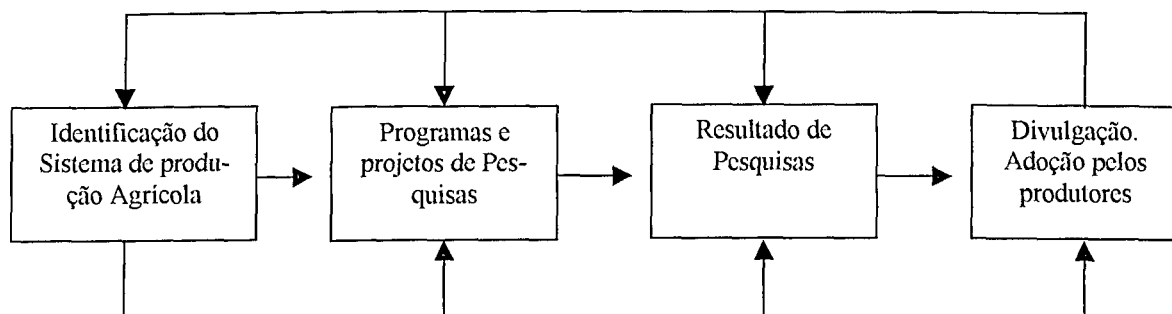 Identificação do
Sistema de produ-
ção Agrícola
Programas e
projetos de Pes-
quisas
Resultado de
Pesquisas
Divulgação.
Adoção pelos
produtores